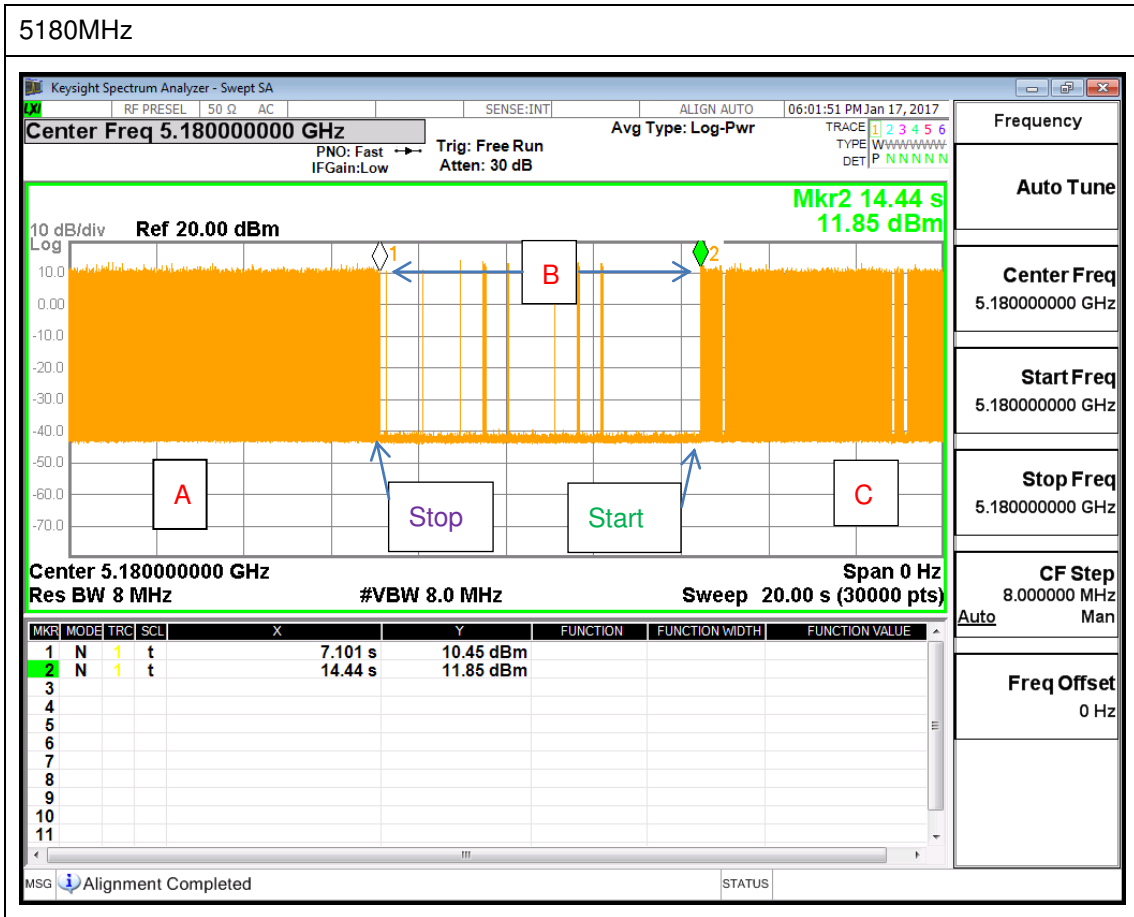 5180MHz
Keysight Spectrum Analyzer - Swept SA
LXI RF PRESEL 50 Ω AC SENSE:INT ALIGN AUTO 06:01:51 PM Jan 17, 2017
Center Freq 5.180000000 GHz
PNO: Fast
IFGain:Low
Trig: Free Run
Atten: 30 dB
Avg Type: Log-Pwr
TRACE 1 2 3 4 5 6
TYPE WWWWWWW
DET P N N N N N
Mkr2 14.44 s
11.85 dBm
10 dB/div Ref 20.00 dBm
Log
10.0
0.00
-10.0
-20.0
-30.0
-40.0
-50.0
-60.0
-70.0
1
2
B
A
Stop
Start
C
Center 5.180000000 GHz Span 0 Hz
Res BW 8 MHz #VBW 8.0 MHz Sweep 20.00 s (30000 pts)
MKR MODE TRC SCL X Y FUNCTION FUNCTION WIDTH FUNCTION VALUE
1 N 1 t 7.101 s 10.45 dBm
2 N 1 t 14.44 s 11.85 dBm
3
4
5
6
7
8
9
10
11
MSG Alignment Completed STATUS
Frequency
Auto Tune
Center Freq
5.180000000 GHz
Start Freq
5.180000000 GHz
Stop Freq
5.180000000 GHz
CF Step
8.000000 MHz
Auto Man
Freq Offset
0 Hz